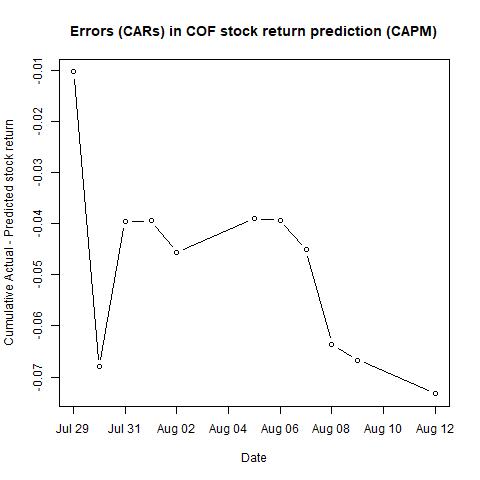 Errors (CARs) in COF stock return prediction (CAPM)
Cumulative Actual - Predicted stock return
-0.01
-0.02
-0.03
-0.04
-0.05
-0.06
-0.07
Jul 29 Jul 31 Aug 02 Aug 04 Aug 06 Aug 08 Aug 10 Aug 12
Date